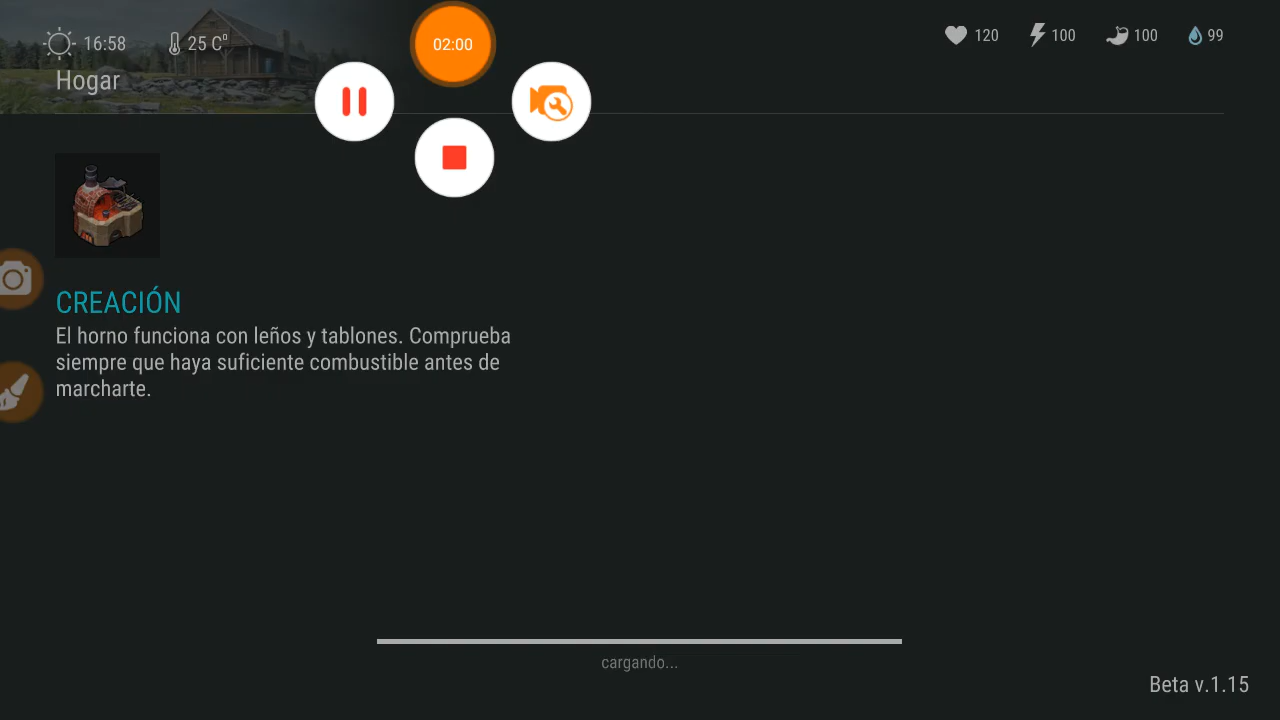 16:58
25 C⁰
02:00
120
100
100
99
Hogar
CREACIÓN
El horno funciona con leños y tablones. Comprueba
siempre que haya suficiente combustible antes de
marcharte.
cargando...
Beta v.1.15